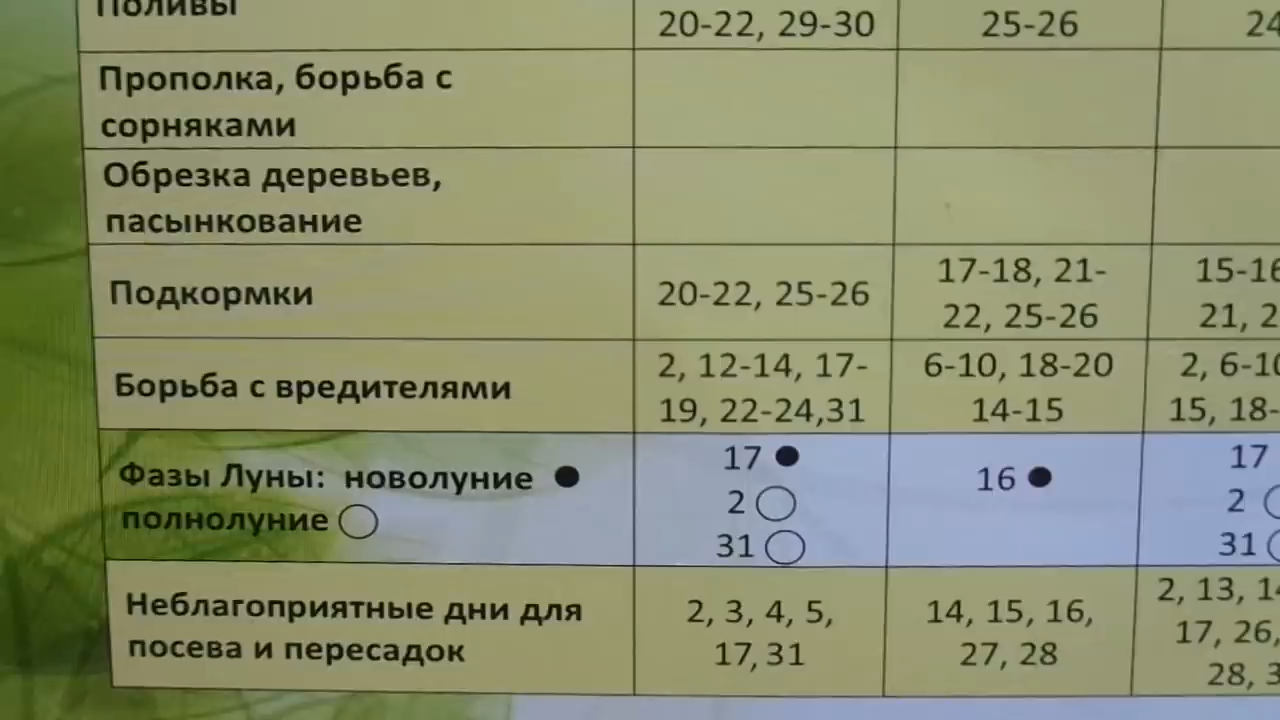 Поливы
20-22, 29-30
25-26
24
Прополка, борьба с
сорняками
Обрезка деревьев,
пасынкование
Подкормки
20-22, 25-26
17-18, 21-
22, 25-26
15-16
21, 2
Борьба с вредителями
2, 12-14, 17-
19, 22-24,31
6-10, 18-20
14-15
2, 6-10
15, 18-
Фазы Луны: новолуние ●
полнолуние ○
17 ●
2 ○
31 ○
16 ●
17
2
31
Неблагоприятные дни для
посева и пересадок
2, 3, 4, 5,
17, 31
14, 15, 16,
27, 28
2, 13, 14
17, 26,
28, 3